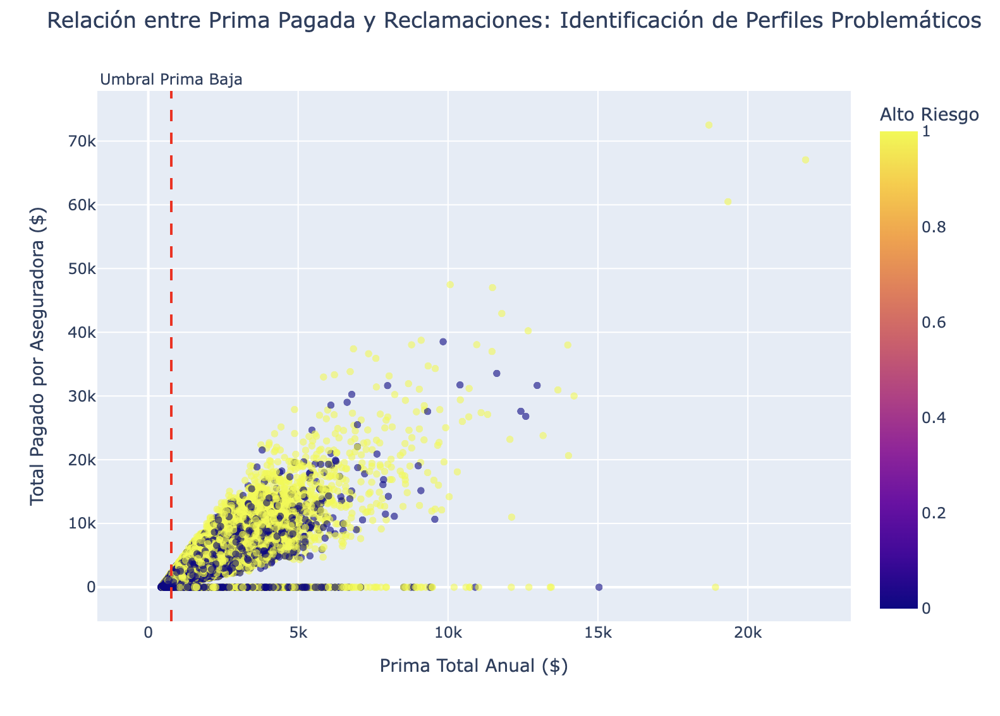 Relación entre Prima Pagada y Reclamaciones: Identificación de Perfiles Problemáticos
Umbral Prima Baja
Alto Riesgo
1
0.8
0.6
0.4
0.2
0
Total Pagado por Aseguradora ($)
70k
60k
50k
40k
30k
20k
10k
0
0
5k
10k
15k
20k
Prima Total Anual ($)